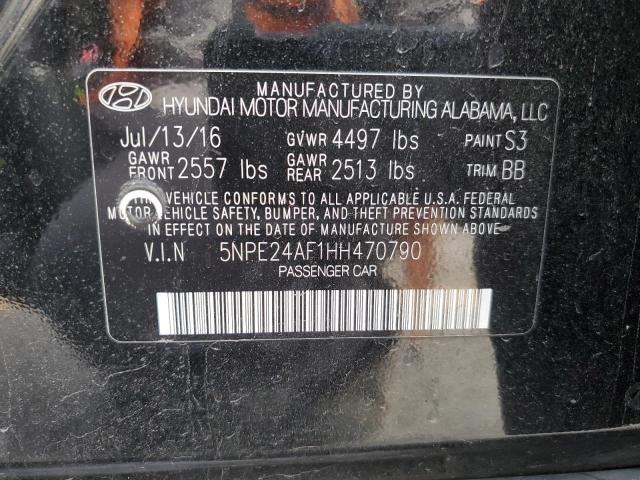 MANUFACTURED BY
HYUNDAI MOTOR MANUFACTURING ALABAMA, LLC
Jul/13/16 GVWR 4497 lbs PAINT S3
GAWR FRONT 2557 lbs GAWR REAR 2513 lbs TRIM BB
VEHICLE CONFORMS TO ALL APPLICABLE U.S.A. FEDERAL
MOTOR VEHICLE SAFETY, BUMPER, AND THEFT PREVENTION STANDARDS
IN EFFECT ON THE DATE OF MANUFACTURE SHOWN ABOVE.
V.I.N 5NPE24AF1HH470790
PASSENGER CAR